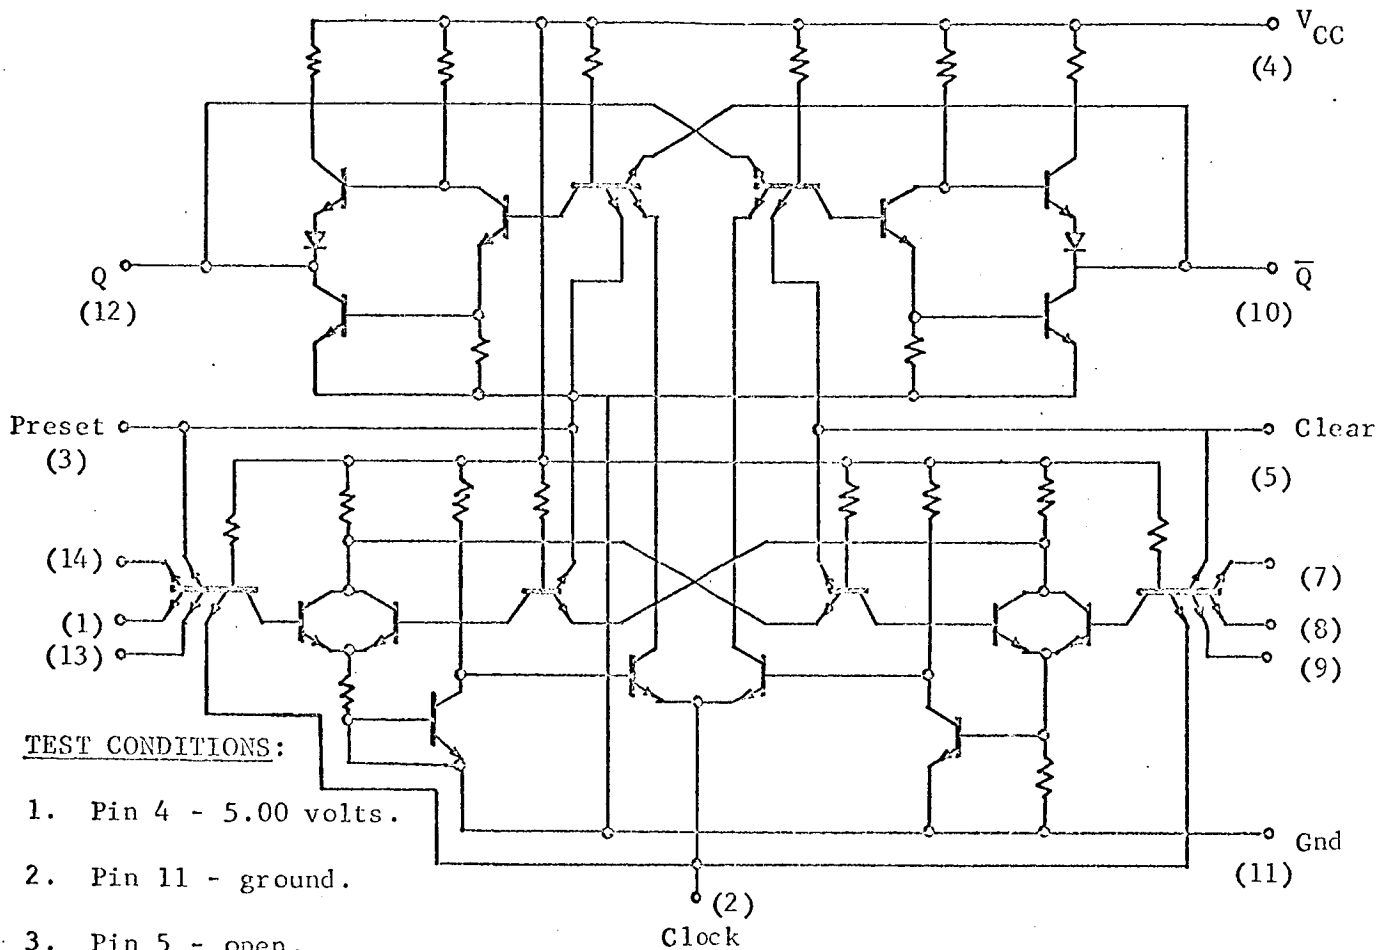 V
CC
(4)
Q
(12)
Q̅
(10)
Preset
(3)
Clear
(5)
(14)
(1)
(13)
(7)
(8)
(9)
TEST CONDITIONS:
1. Pin 4 - 5.00 volts.
Gnd
(11)
2. Pin 11 - ground.
(2)
Clock
3. Pin 5 - open.